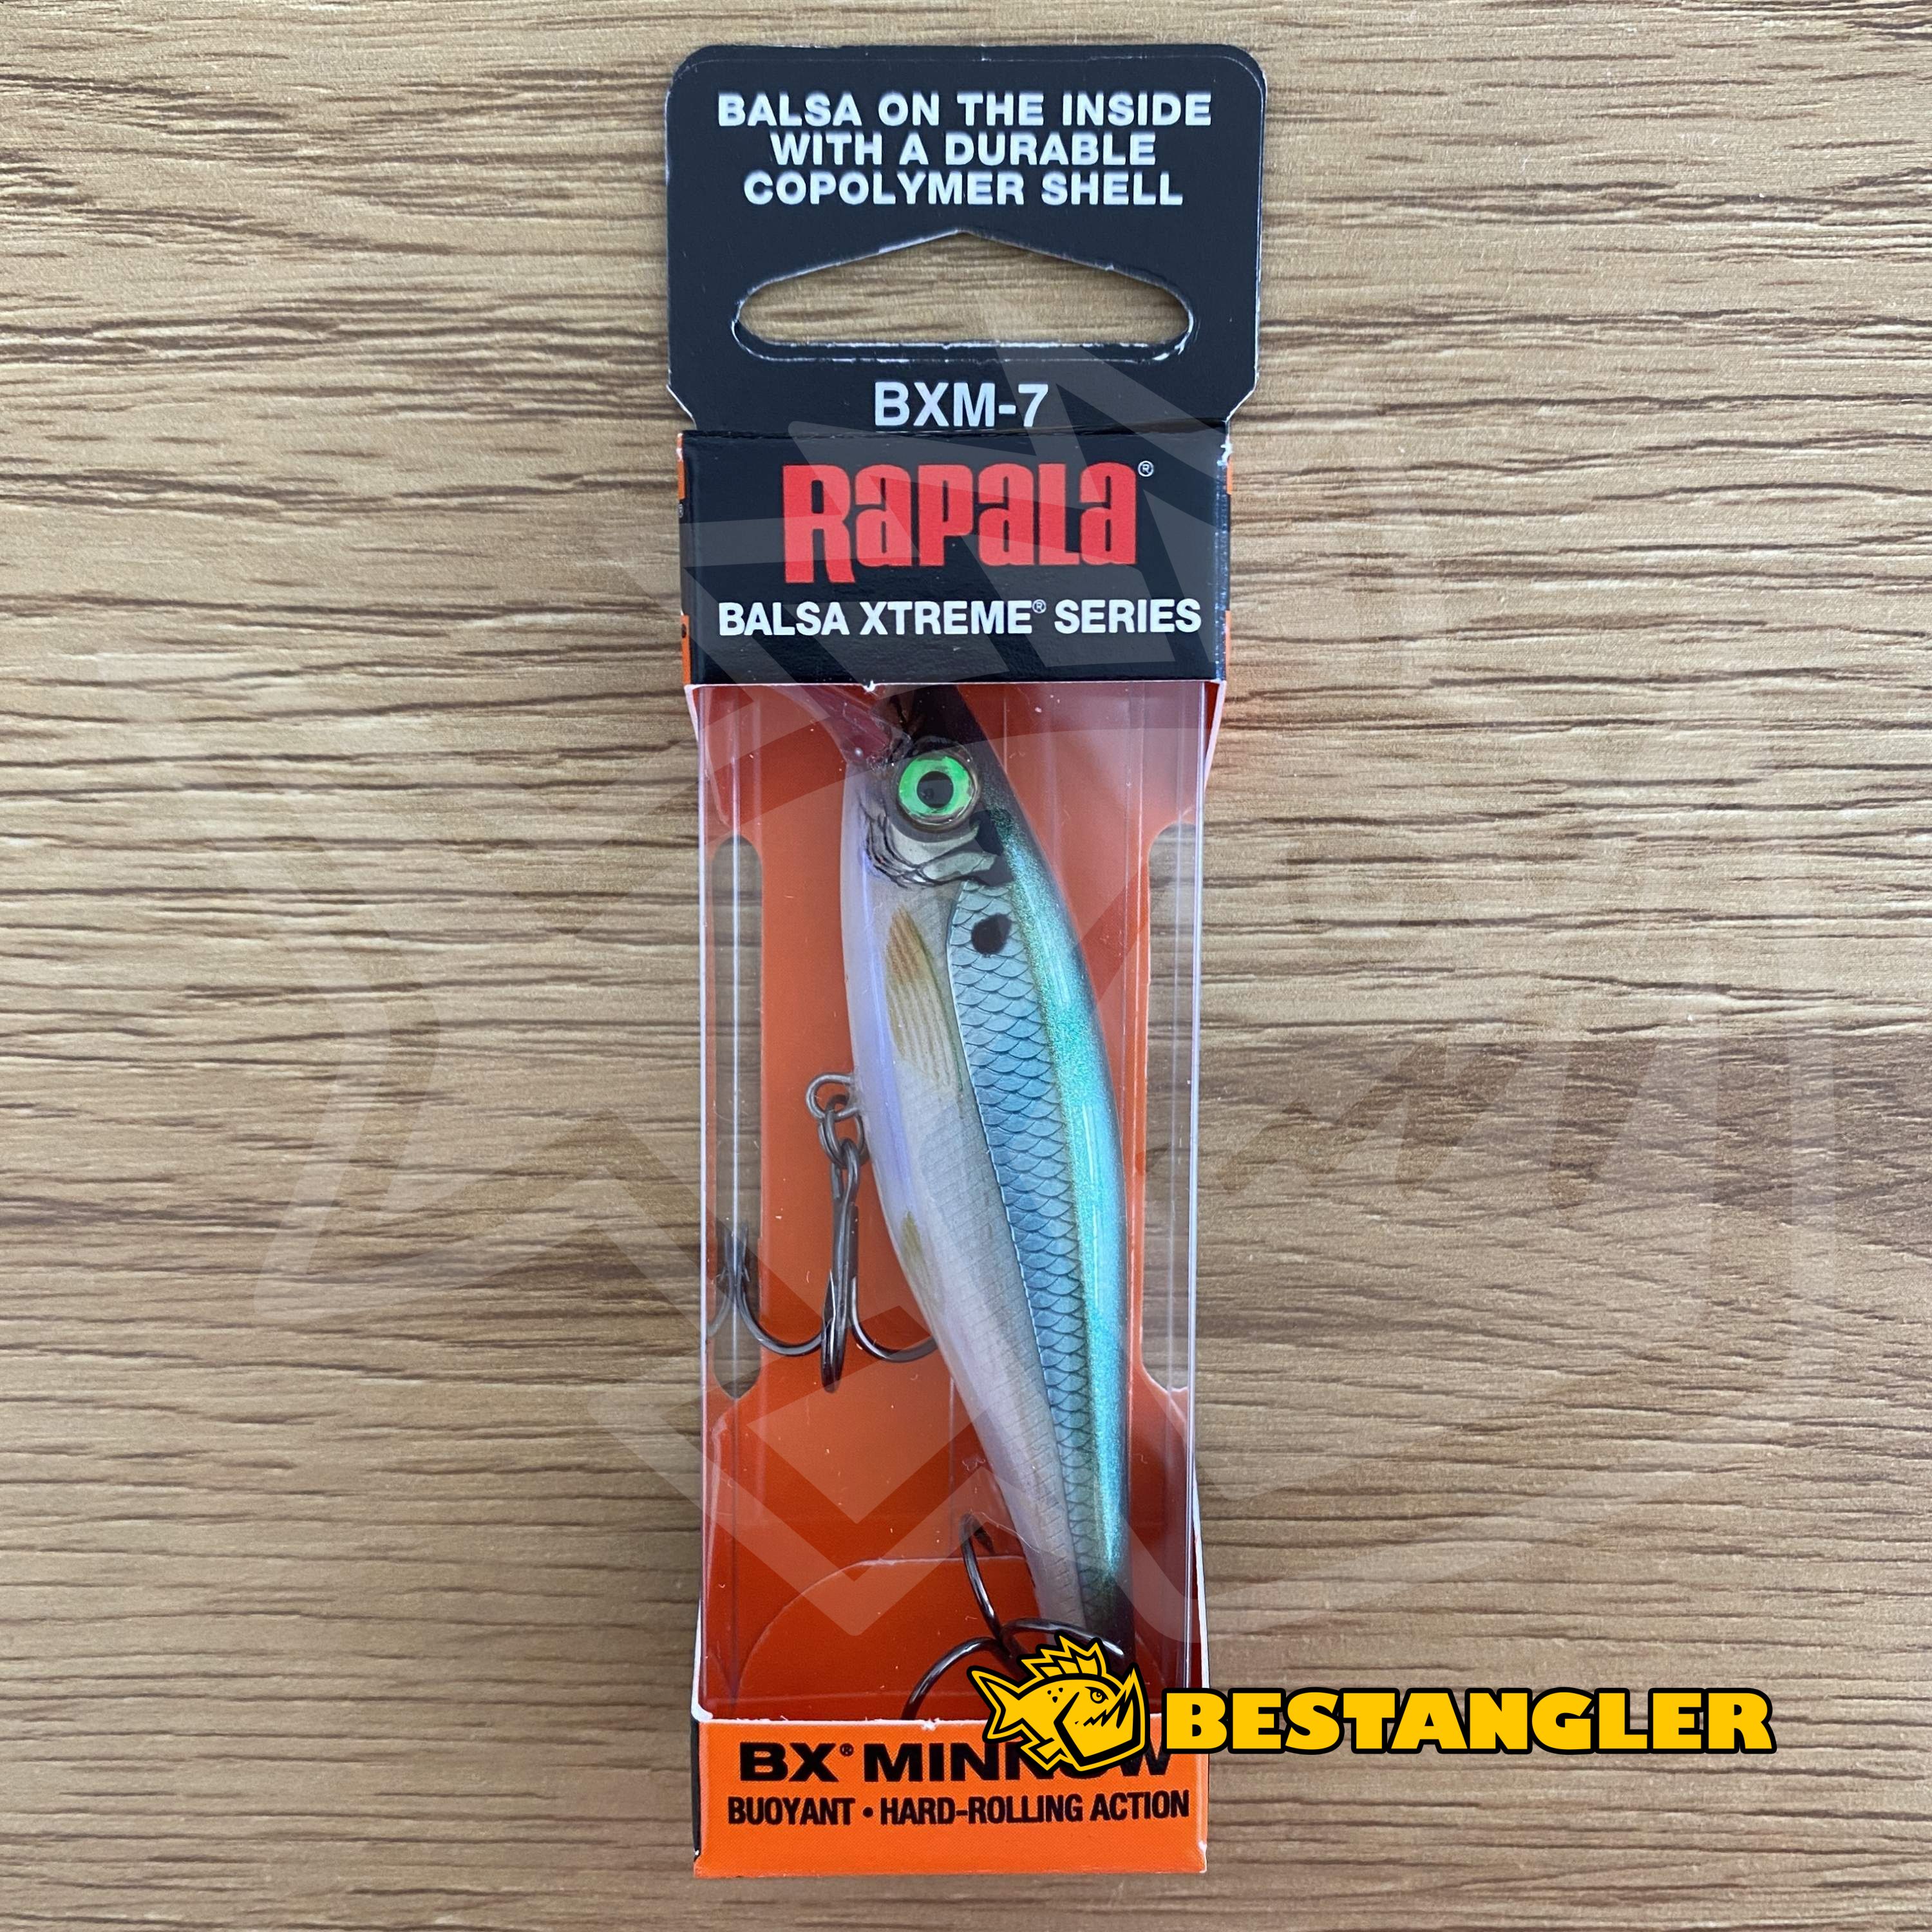 BALSA ON THE INSIDE
WITH A DURABLE
COPOLYMER SHELL
BXM-7
Rapala®
BALSA XTREME® SERIES
BESTANGLER
BX® MINNOW
BUOYANT • HARD-ROLLING ACTION